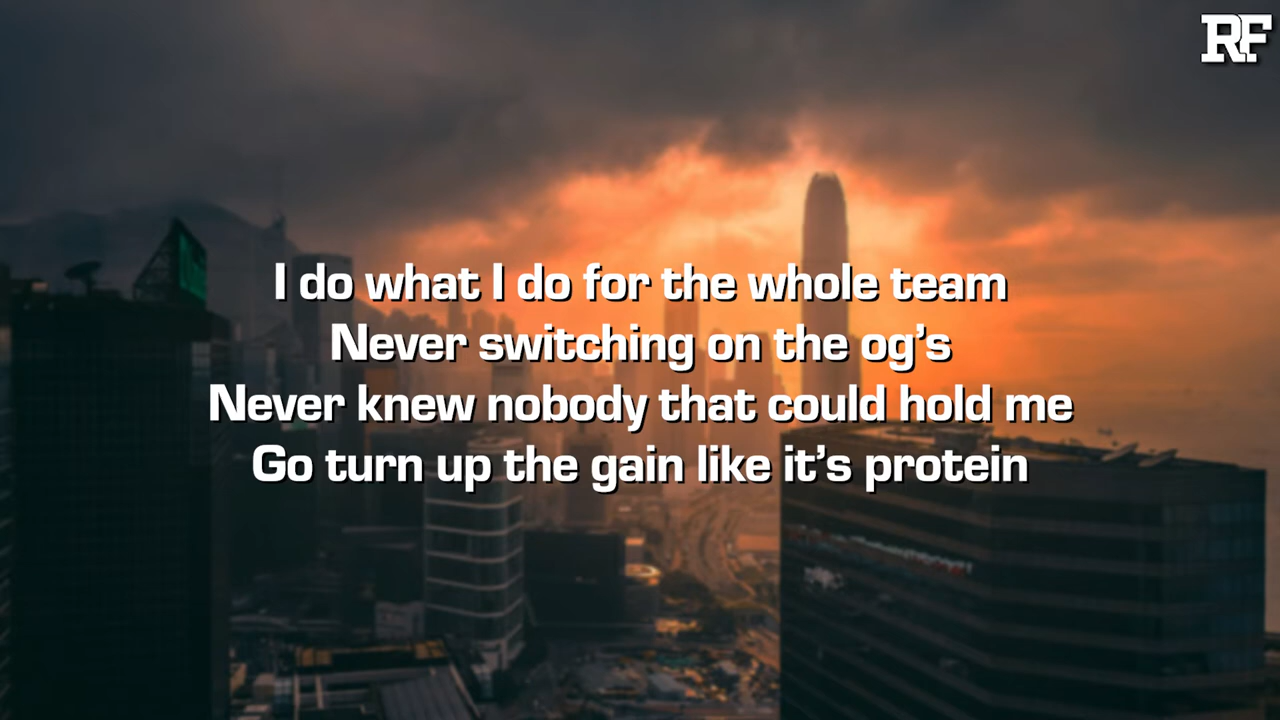 RF
I do what I do for the whole team
Never switching on the og’s
Never knew nobody that could hold me
Go turn up the gain like it’s protein